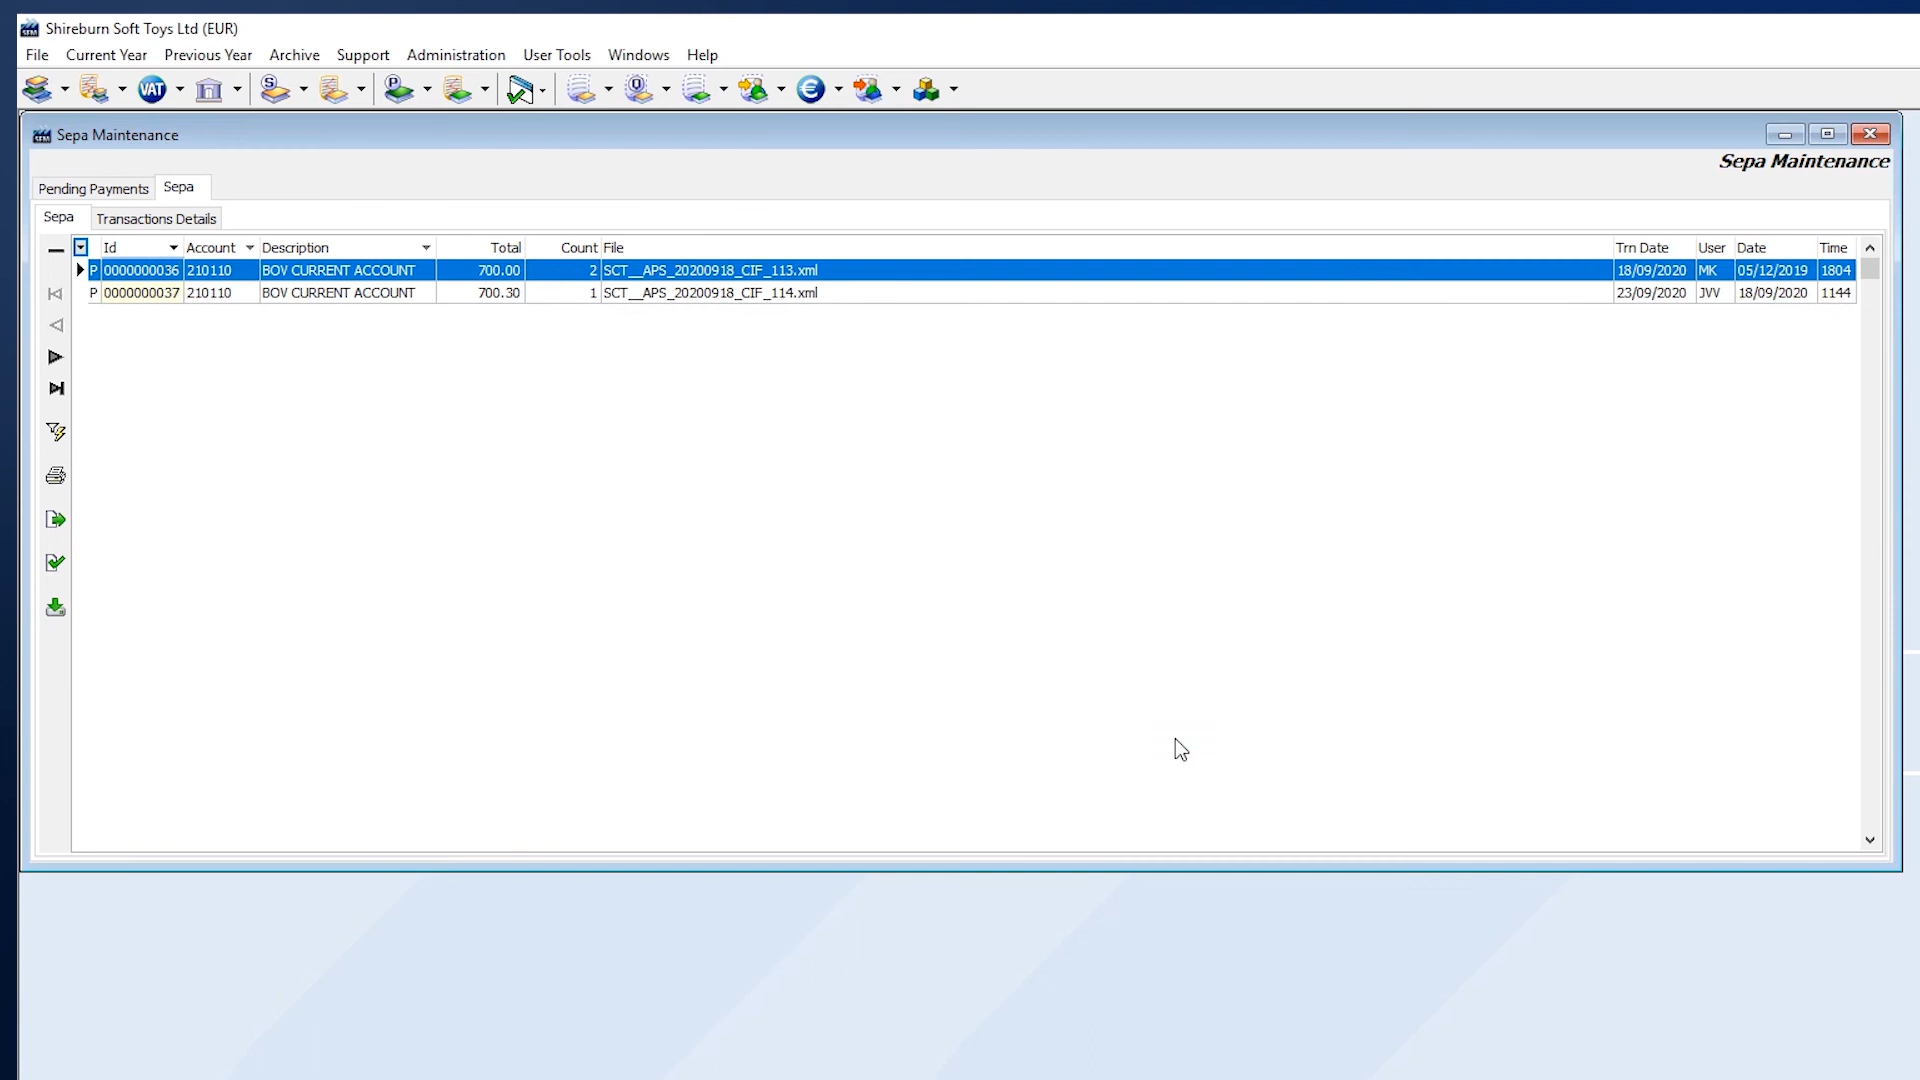 Shireburn Soft Toys Ltd (EUR)
File Current Year Previous Year Archive Support Administration User Tools Windows Help
VAT S P Q €
Sepa Maintenance
Sepa Maintenance
Pending Payments Sepa
Sepa Transactions Details
Id Account Description Total Count File Trn Date User Date Time
P 0000000036 210110 BOV CURRENT ACCOUNT 700.00 2 SCT__APS_20200918_CIF_113.xml 18/09/2020 MK 05/12/2019 1804
P 0000000037 210110 BOV CURRENT ACCOUNT 700.30 1 SCT__APS_20200918_CIF_114.xml 23/09/2020 JVV 18/09/2020 1144